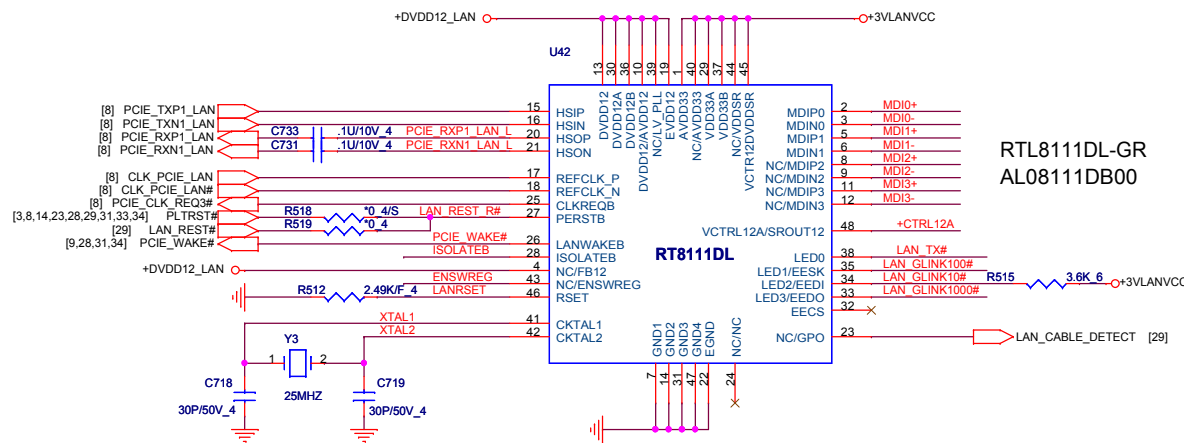 +DVDD12_LAN
+3VLANVCC
U42
13 30 36 10 39 19 1 40 29 37 44 45
DVDD12
DVDD12A
DVDD12B
DVDD12/AVDD12
NC/LV_PLL
EVDD12
AVDD33
NC/AVDD33
VDD33A
VDD33B
NC/VDDSR
VCTR12DVDDSR
[8] PCIE_TXP1_LAN 15 HSIP
[8] PCIE_TXN1_LAN 16 HSIN
[8] PCIE_RXP1_LAN C733 .1U/10V_4 PCIE_RXP1_LAN_L 20 HSOP
[8] PCIE_RXN1_LAN C731 .1U/10V_4 PCIE_RXN1_LAN_L 21 HSON
[8] CLK_PCIE_LAN 17 REFCLK_P
[8] CLK_PCIE_LAN# 18 REFCLK_N
[8] PCIE_CLK_REQ3# 25 CLKREQB
[3,8,14,23,28,29,31,33,34] PLTRST# R518 *0_4/S LAN_REST_R# 27 PERSTB
[29] LAN_REST# R519 *0_4
[9,28,31,34] PCIE_WAKE# PCIE_WAKE# 26 LANWAKEB
ISOLATEB 28 ISOLATEB
+DVDD12_LAN 4 NC/FB12
ENSWREG 43 NC/ENSWREG
R512 2.49K/F_4 LANRSET 46 RSET
XTAL1 41 CKTAL1
XTAL2 42 CKTAL2
Y3
1 2
25MHZ
C718
30P/50V_4
C719
30P/50V_4
RT8111DL
MDIP0 2 MDI0+
MDIN0 3 MDI0-
MDIP1 5 MDI1+
MDIN1 6 MDI1-
NC/MDIP2 8 MDI2+
NC/MDIN2 9 MDI2-
NC/MDIP3 11 MDI3+
NC/MDIN3 12 MDI3-
RTL8111DL-GR
AL08111DB00
VCTRL12A/SROUT12 48 +CTRL12A
LED0 38 LAN_TX#
LED1/EESK 35 LAN_GLINK100#
LED2/EEDI 34 LAN_GLINK10# R515 3.6K_6 +3VLANVCC
LED3/EEDO 33 LAN_GLINK1000#
EECS 32
NC/GPO 23 LAN_CABLE_DETECT [29]
GND1
GND2
GND3
GND4
EGND
NC/NC
7 14 31 47 22 24